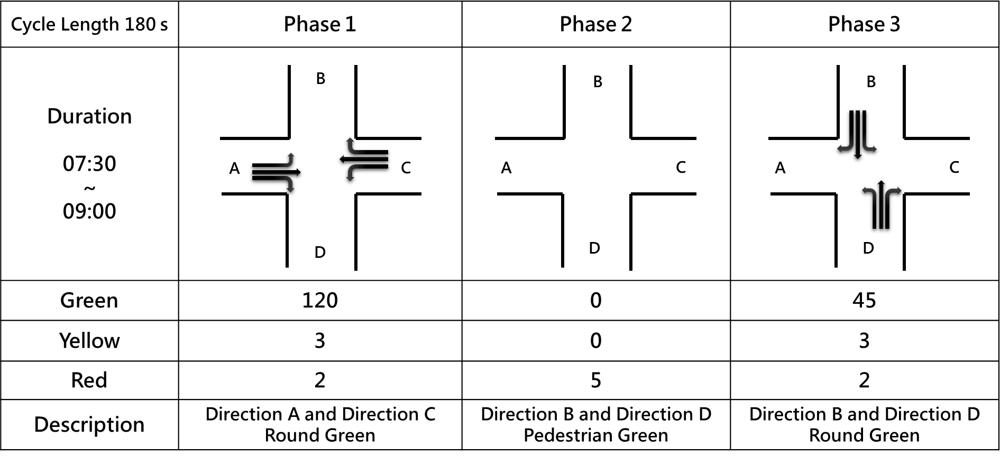 Cycle Length 180 s
Phase 1
Phase 2
Phase 3
Duration
07:30
~
09:00
B
A
C
D
B
A
C
D
B
A
C
D
Green
120
0
45
Yellow
3
0
3
Red
2
5
2
Description
Direction A and Direction C
Round Green
Direction B and Direction D
Pedestrian Green
Direction B and Direction D
Round Green